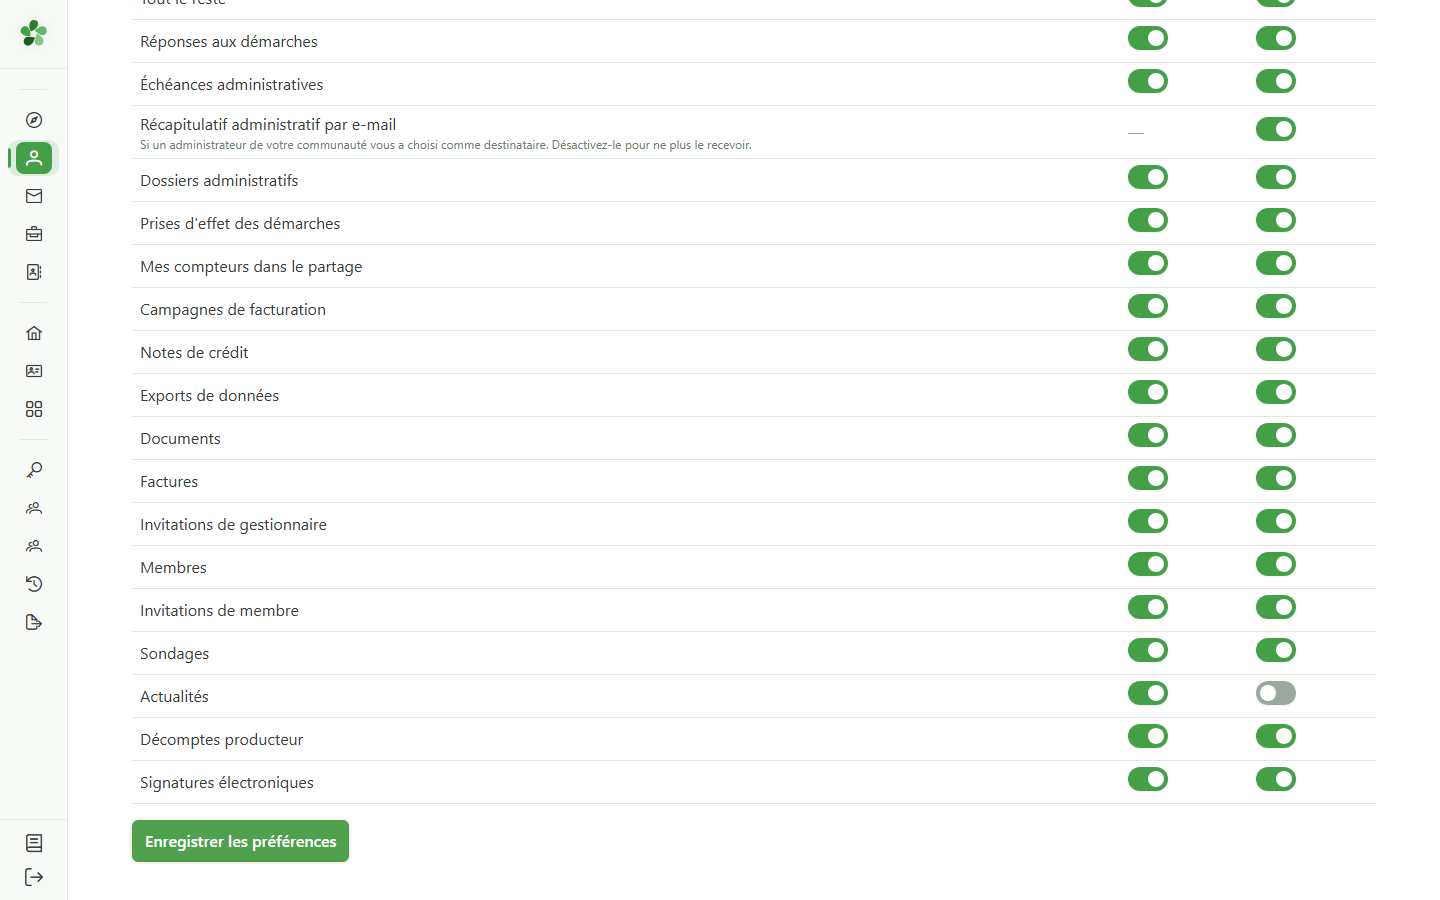 Tout le reste
Réponses aux démarches
Échéances administratives
Récapitulatif administratif par e-mail
Si un administrateur de votre communauté vous a choisi comme destinataire. Désactivez-le pour ne plus le recevoir.
—
Dossiers administratifs
Prises d'effet des démarches
Mes compteurs dans le partage
Campagnes de facturation
Notes de crédit
Exports de données
Documents
Factures
Invitations de gestionnaire
Membres
Invitations de membre
Sondages
Actualités
Décomptes producteur
Signatures électroniques
Enregistrer les préférences